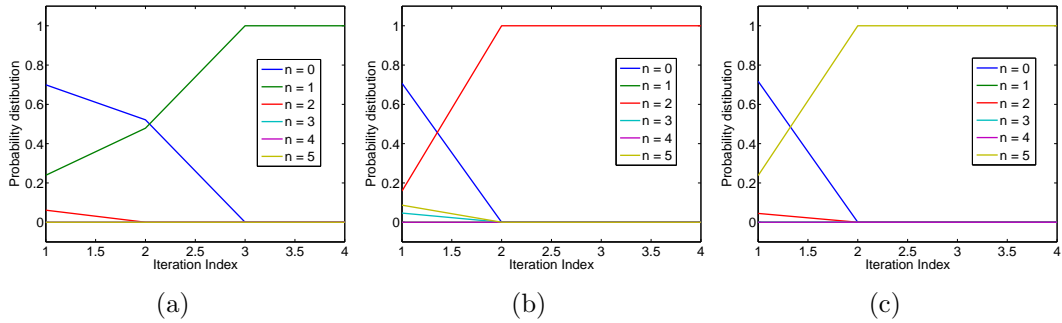 Probability distibution
1
0.8
0.6
0.4
0.2
0
n = 0
n = 1
n = 2
n = 3
n = 4
n = 5
1 1.5 2 2.5 3 3.5 4
Iteration Index
(a)
Probability distribution
1
0.8
0.6
0.4
0.2
0
n = 0
n = 1
n = 2
n = 3
n = 4
n = 5
1 1.5 2 2.5 3 3.5 4
Iteration Index
(b)
Probability distribution
1
0.8
0.6
0.4
0.2
0
n = 0
n = 1
n = 2
n = 3
n = 4
n = 5
1 1.5 2 2.5 3 3.5 4
Iteration Index
(c)